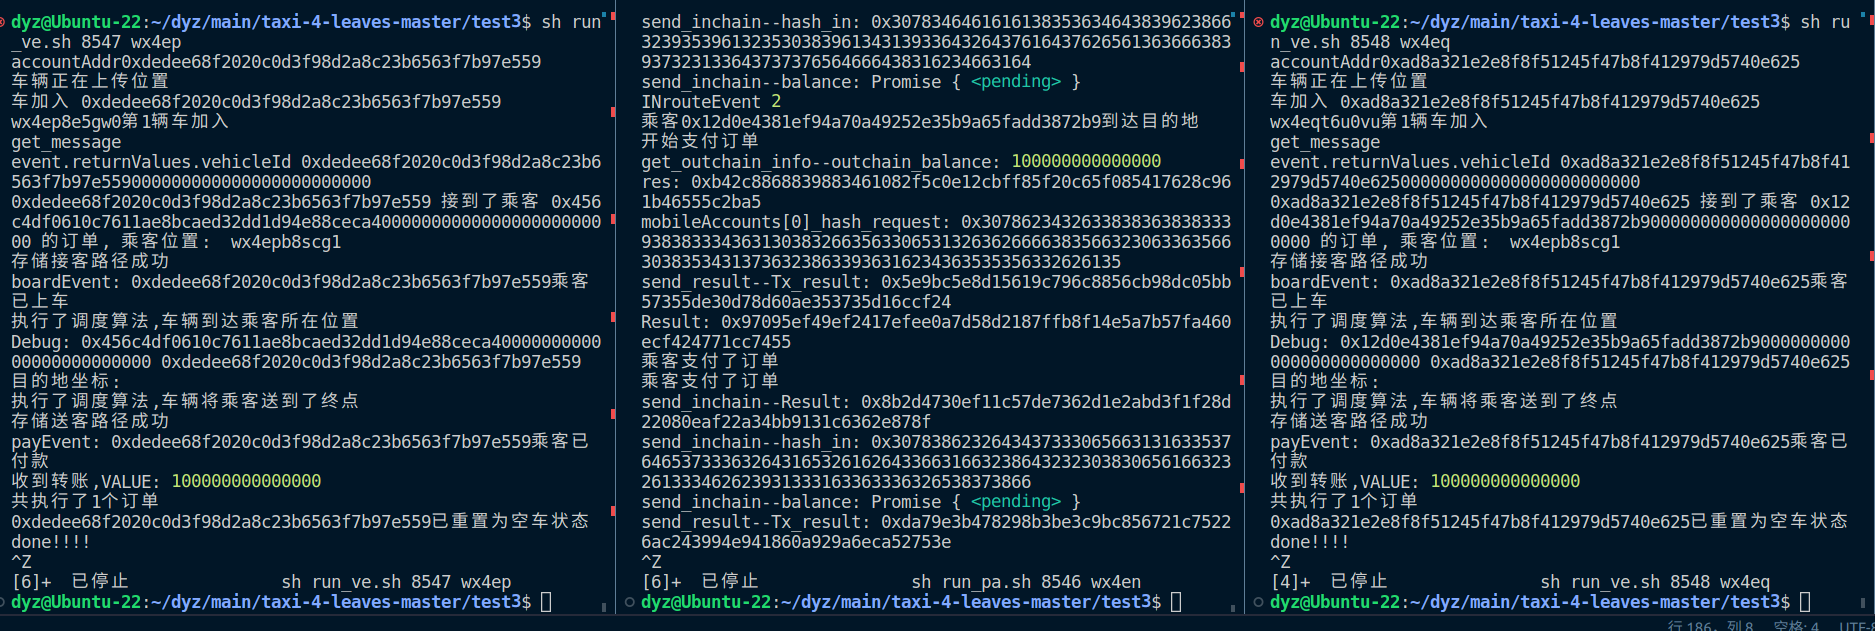 dyz@Ubuntu-22:~/dyz/main/taxi-4-leaves-master/test3$ sh run
_ve.sh 8547 wx4ep
accountAddr0xdedee68f2020c0d3f98d2a8c23b6563f7b97e559
车辆正在上传位置
车加入 0xdedee68f2020c0d3f98d2a8c23b6563f7b97e559
wx4ep8e5gw0第1辆车加入
get_message
event.returnValues.vehicleId 0xdedee68f2020c0d3f98d2a8c23b6
563f7b97e559000000000000000000000000
0xdedee68f2020c0d3f98d2a8c23b6563f7b97e559 接到了乘客 0x456
c4df0610c7611ae8bcaed32dd1d94e88ceca40000000000000000000000
00 的订单, 乘客位置:  wx4epb8scg1
存储接客路径成功
boardEvent: 0xdedee68f2020c0d3f98d2a8c23b6563f7b97e559乘客
已上车
执行了调度算法,车辆到达乘客所在位置
Debug: 0x456c4df0610c7611ae8bcaed32dd1d94e88ceca40000000000
00000000000000 0xdedee68f2020c0d3f98d2a8c23b6563f7b97e559
目的地坐标:
执行了调度算法,车辆将乘客送到了终点
存储送客路径成功
payEvent: 0xdedee68f2020c0d3f98d2a8c23b6563f7b97e559乘客已
付款
收到转账,VALUE: 100000000000000
共执行了1个订单
0xdedee68f2020c0d3f98d2a8c23b6563f7b97e559已重置为空车状态
done!!!!
^Z
[6]+  已停止               sh run_ve.sh 8547 wx4ep
dyz@Ubuntu-22:~/dyz/main/taxi-4-leaves-master/test3$
send_inchain--hash_in: 0x3078346461616138353634643839623866
32393539613235303839613431393364326437616437626561363666383
937323133643737376564666438316234663164
send_inchain--balance: Promise { <pending> }
INrouteEvent 2
乘客0x12d0e4381ef94a70a49252e35b9a65fadd3872b9到达目的地
开始支付订单
get_outchain_info--outchain_balance: 100000000000000
res: 0xb42c8868839883461082f5c0e12cbff85f20c65f085417628c96
1b46555c2ba5
mobileAccounts[0]_hash_request: 0x3078623432633838363838333
93838333436313038326635633065313263626666383566323063363566
303835343137363238633936316234363535356332626135
send_result--Tx_result: 0x5e9bc5e8d15619c796c8856cb98dc05bb
57355de30d78d60ae353735d16ccf24
Result: 0x97095ef49ef2417efee0a7d58d2187ffb8f14e5a7b57fa460
ecf424771cc7455
乘客支付了订单
乘客支付了订单
send_inchain--Result: 0x8b2d4730ef11c57de7362d1e2abd3f1f28d
22080eaf22a34bb9131c6362e878f
send_inchain--hash_in: 0x3078386232643437333065663131633537
64653733363264316532616264336631663238643232303830656166323
261333462623931333163363336326538373866
send_inchain--balance: Promise { <pending> }
send_result--Tx_result: 0xda79e3b478298b3be3c9bc856721c7522
6ac243994e941860a929a6eca52753e
^Z
[6]+  已停止               sh run_pa.sh 8546 wx4en
dyz@Ubuntu-22:~/dyz/main/taxi-4-leaves-master/test3$
dyz@Ubuntu-22:~/dyz/main/taxi-4-leaves-master/test3$ sh ru
n_ve.sh 8548 wx4eq
accountAddr0xad8a321e2e8f8f51245f47b8f412979d5740e625
车辆正在上传位置
车加入 0xad8a321e2e8f8f51245f47b8f412979d5740e625
wx4eqt6u0vu第1辆车加入
get_message
event.returnValues.vehicleId 0xad8a321e2e8f8f51245f47b8f41
2979d5740e625000000000000000000000000
0xad8a321e2e8f8f51245f47b8f412979d5740e625 接到了乘客 0x12
d0e4381ef94a70a49252e35b9a65fadd3872b900000000000000000000
0000 的订单, 乘客位置:  wx4epb8scg1
存储接客路径成功
boardEvent: 0xad8a321e2e8f8f51245f47b8f412979d5740e625乘客
已上车
执行了调度算法,车辆到达乘客所在位置
Debug: 0x12d0e4381ef94a70a49252e35b9a65fadd3872b9000000000
000000000000000 0xad8a321e2e8f8f51245f47b8f412979d5740e625
目的地坐标:
执行了调度算法,车辆将乘客送到了终点
存储送客路径成功
payEvent: 0xad8a321e2e8f8f51245f47b8f412979d5740e625乘客已
付款
收到转账,VALUE: 100000000000000
共执行了1个订单
0xad8a321e2e8f8f51245f47b8f412979d5740e625已重置为空车状态
done!!!!
^Z
[4]+  已停止               sh run_ve.sh 8548 wx4eq
dyz@Ubuntu-22:~/dyz/main/taxi-4-leaves-master/test3$
行 186, 列 8  空格: 4